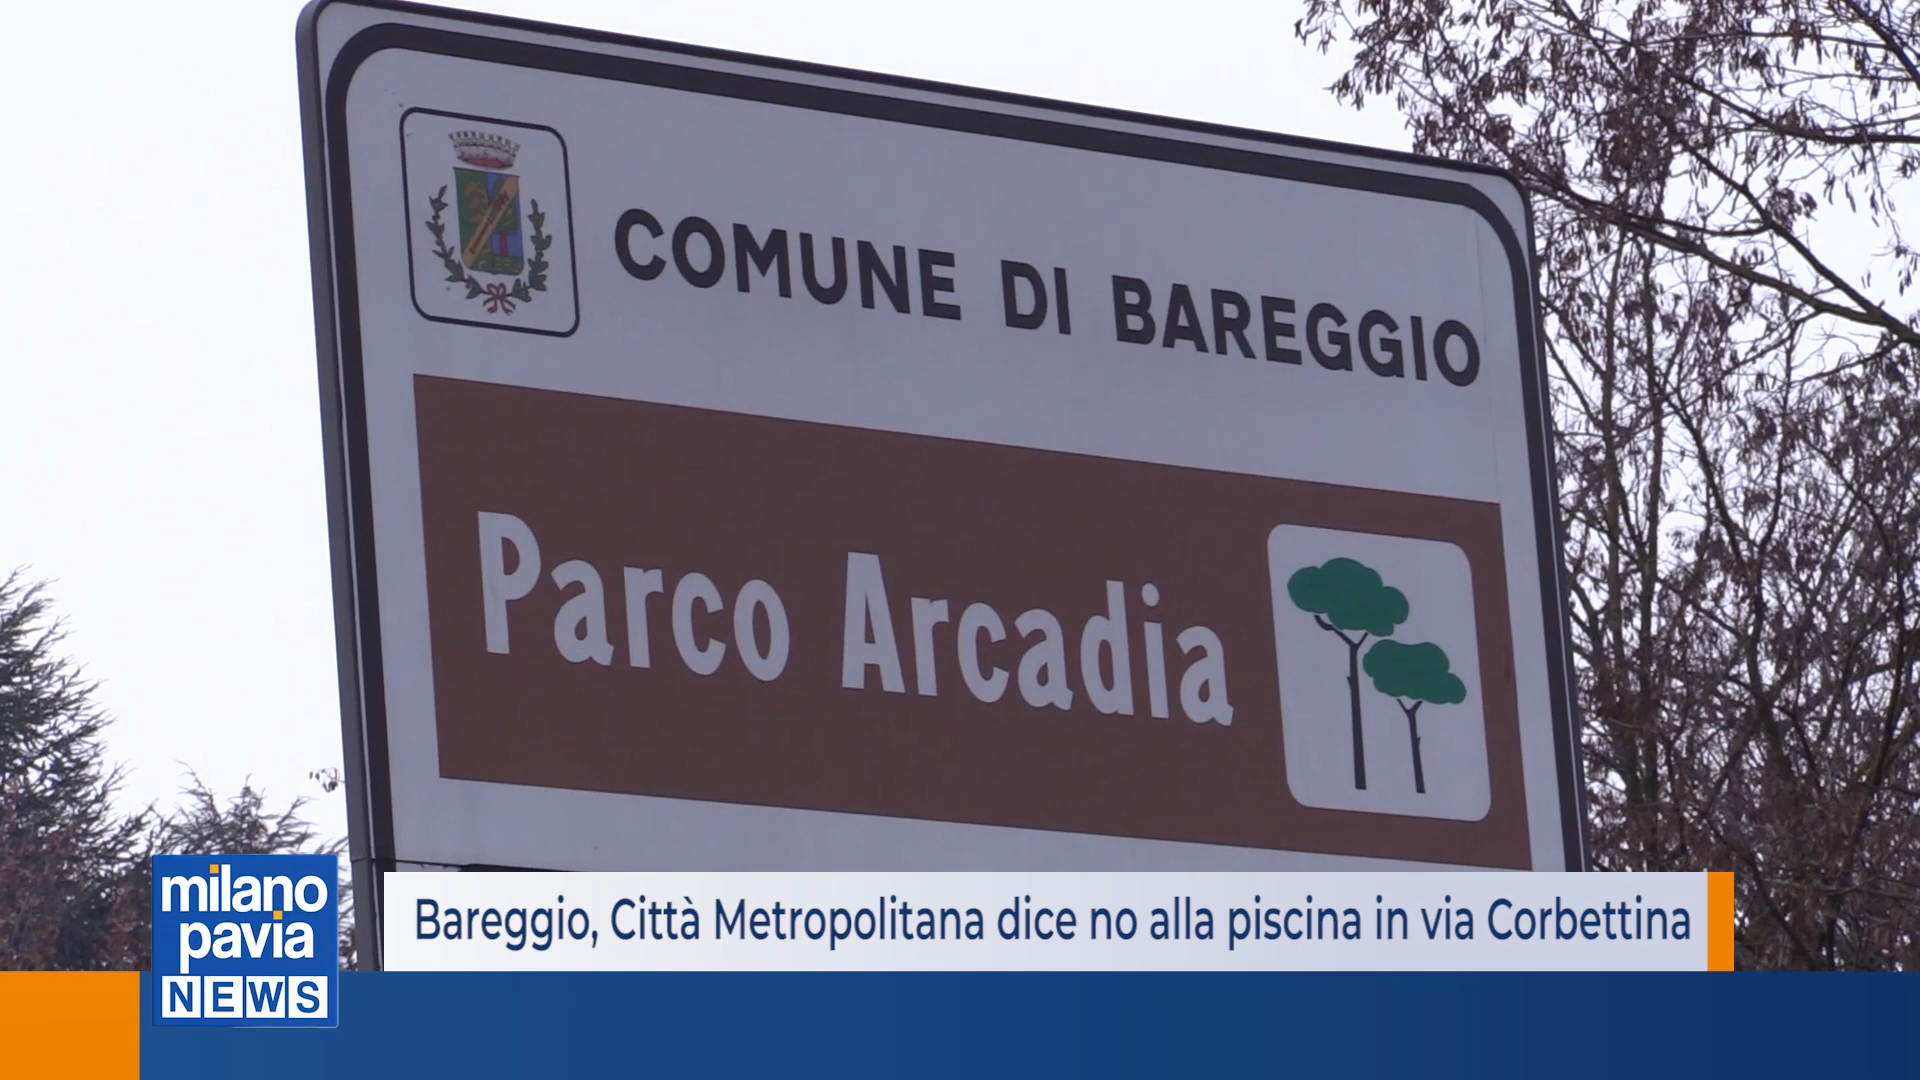 COMUNE DI BAREGGIO
Parco Arcadia
milano
pavia
NEWS
Bareggio, Città Metropolitana dice no alla piscina in via Corbettina